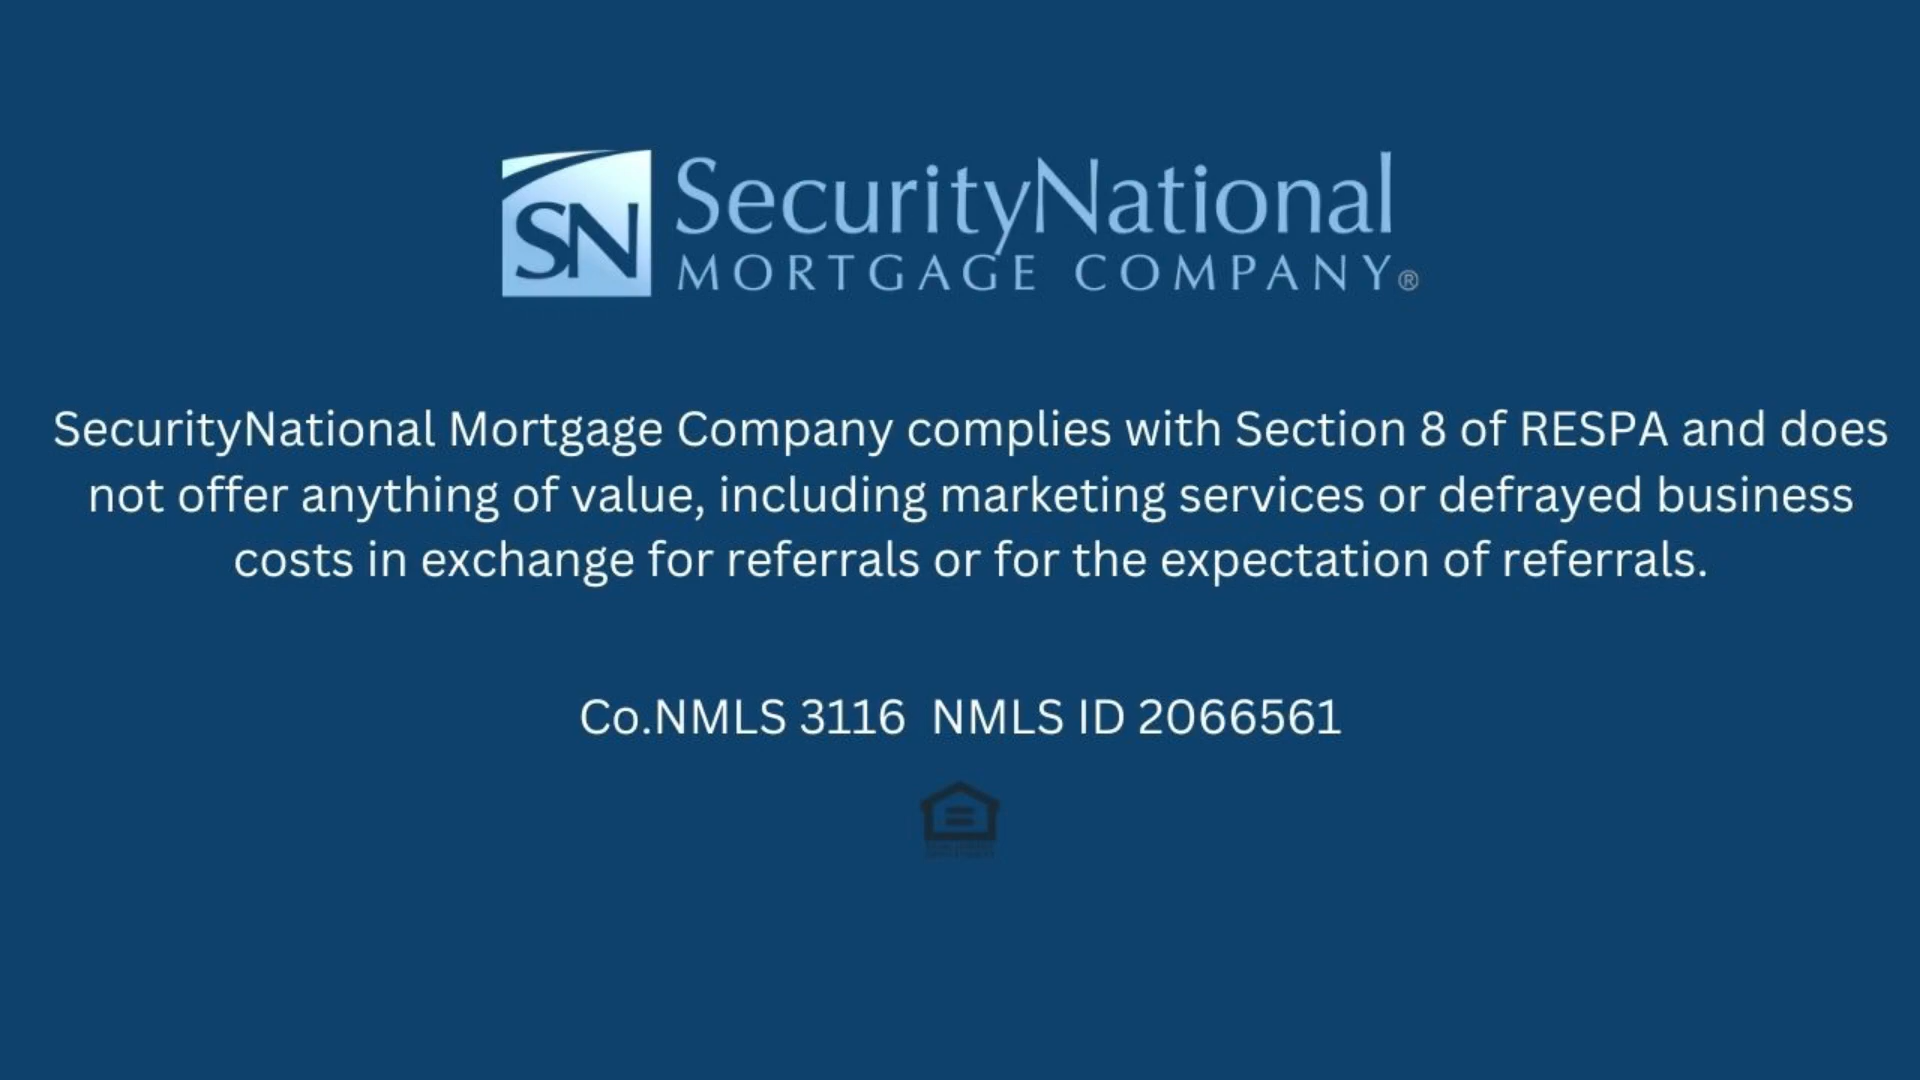 SN
SecurityNational
MORTGAGE COMPANY®
SecurityNational Mortgage Company complies with Section 8 of RESPA and does
not offer anything of value, including marketing services or defrayed business
costs in exchange for referrals or for the expectation of referrals.
Co.NMLS 3116 NMLS ID 2066561